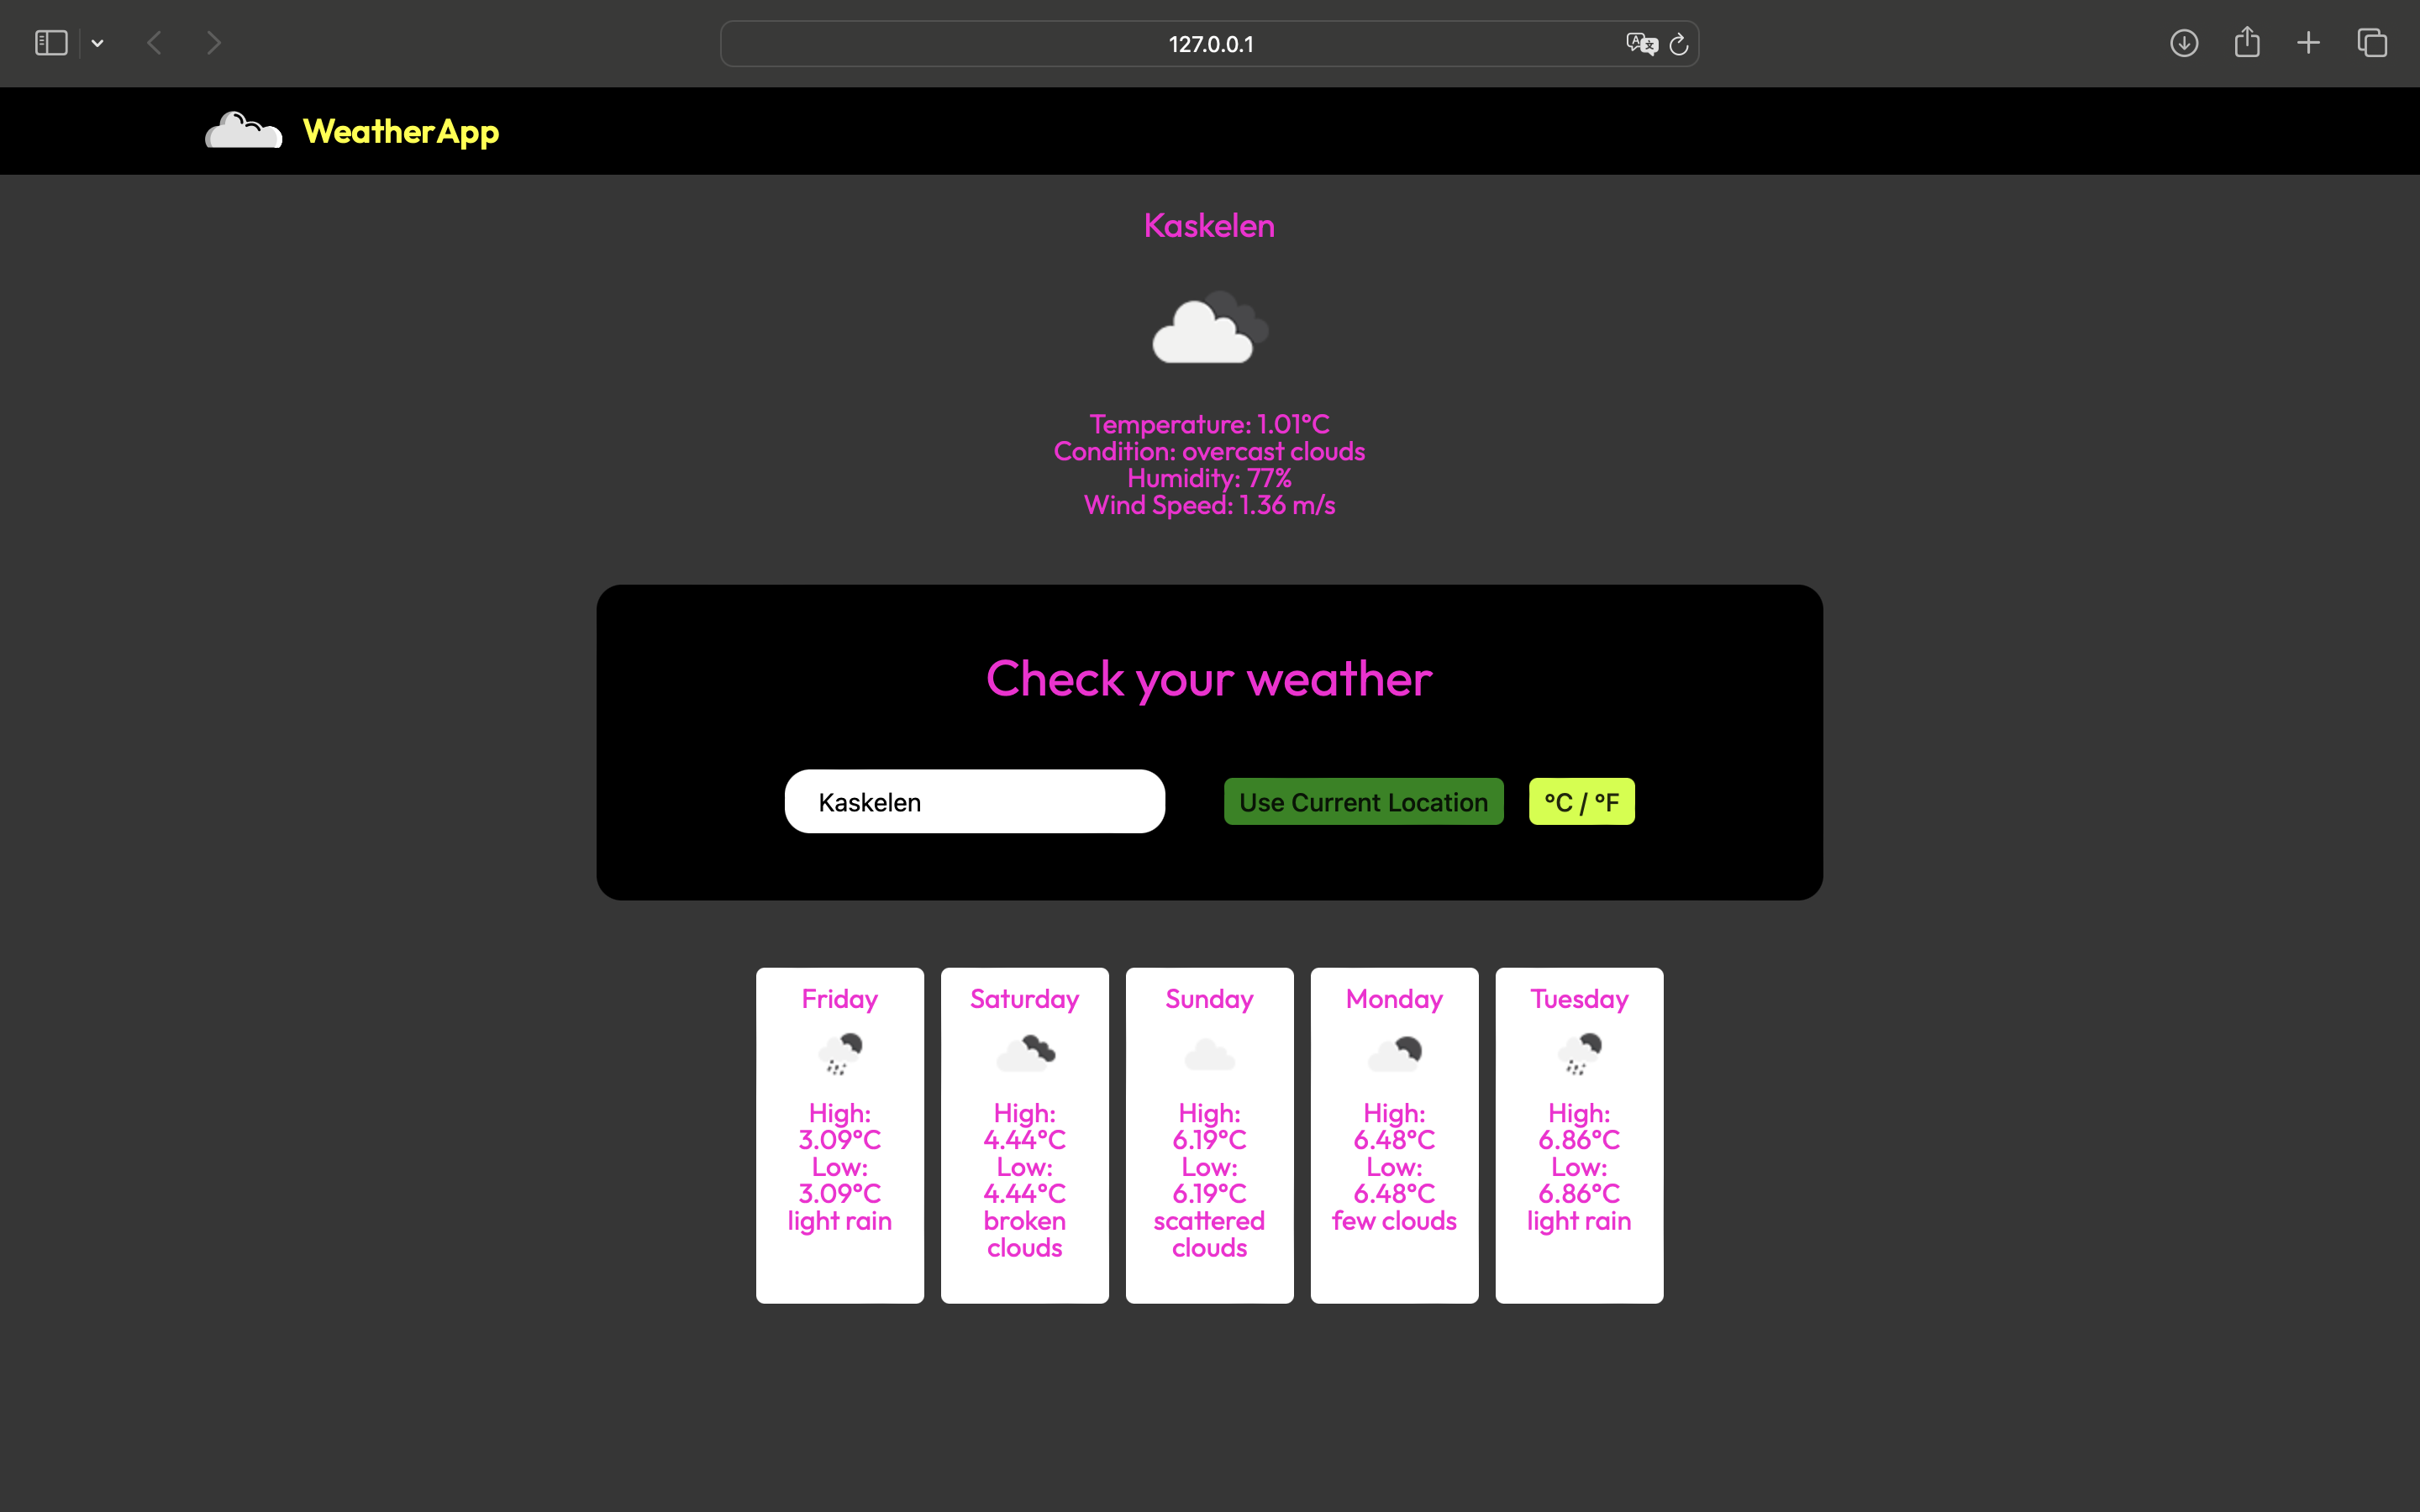 127.0.0.1
WeatherApp
Kaskelen
Temperature: 1.01°C
Condition: overcast clouds
Humidity: 77%
Wind Speed: 1.36 m/s
Check your weather
Kaskelen
Use Current Location
°C / °F
Friday
High:
3.09°C
Low:
3.09°C
light rain
Saturday
High:
4.44°C
Low:
4.44°C
broken
clouds
Sunday
High:
6.19°C
Low:
6.19°C
scattered
clouds
Monday
High:
6.48°C
Low:
6.48°C
few clouds
Tuesday
High:
6.86°C
Low:
6.86°C
light rain